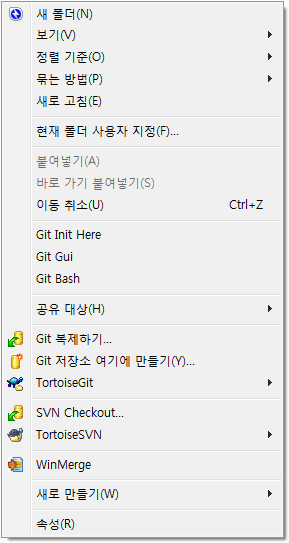 새 폴더(N)
보기(V)
정렬 기준(O)
묶는 방법(P)
새로 고침(E)
현재 폴더 사용자 지정(F)...
붙여넣기(A)
바로 가기 붙여넣기(S)
이동 취소(U) Ctrl+Z
Git Init Here
Git Gui
Git Bash
공유 대상(H)
Git 복제하기...
Git 저장소 여기에 만들기(Y)...
TortoiseGit
SVN Checkout...
TortoiseSVN
WinMerge
새로 만들기(W)
속성(R)